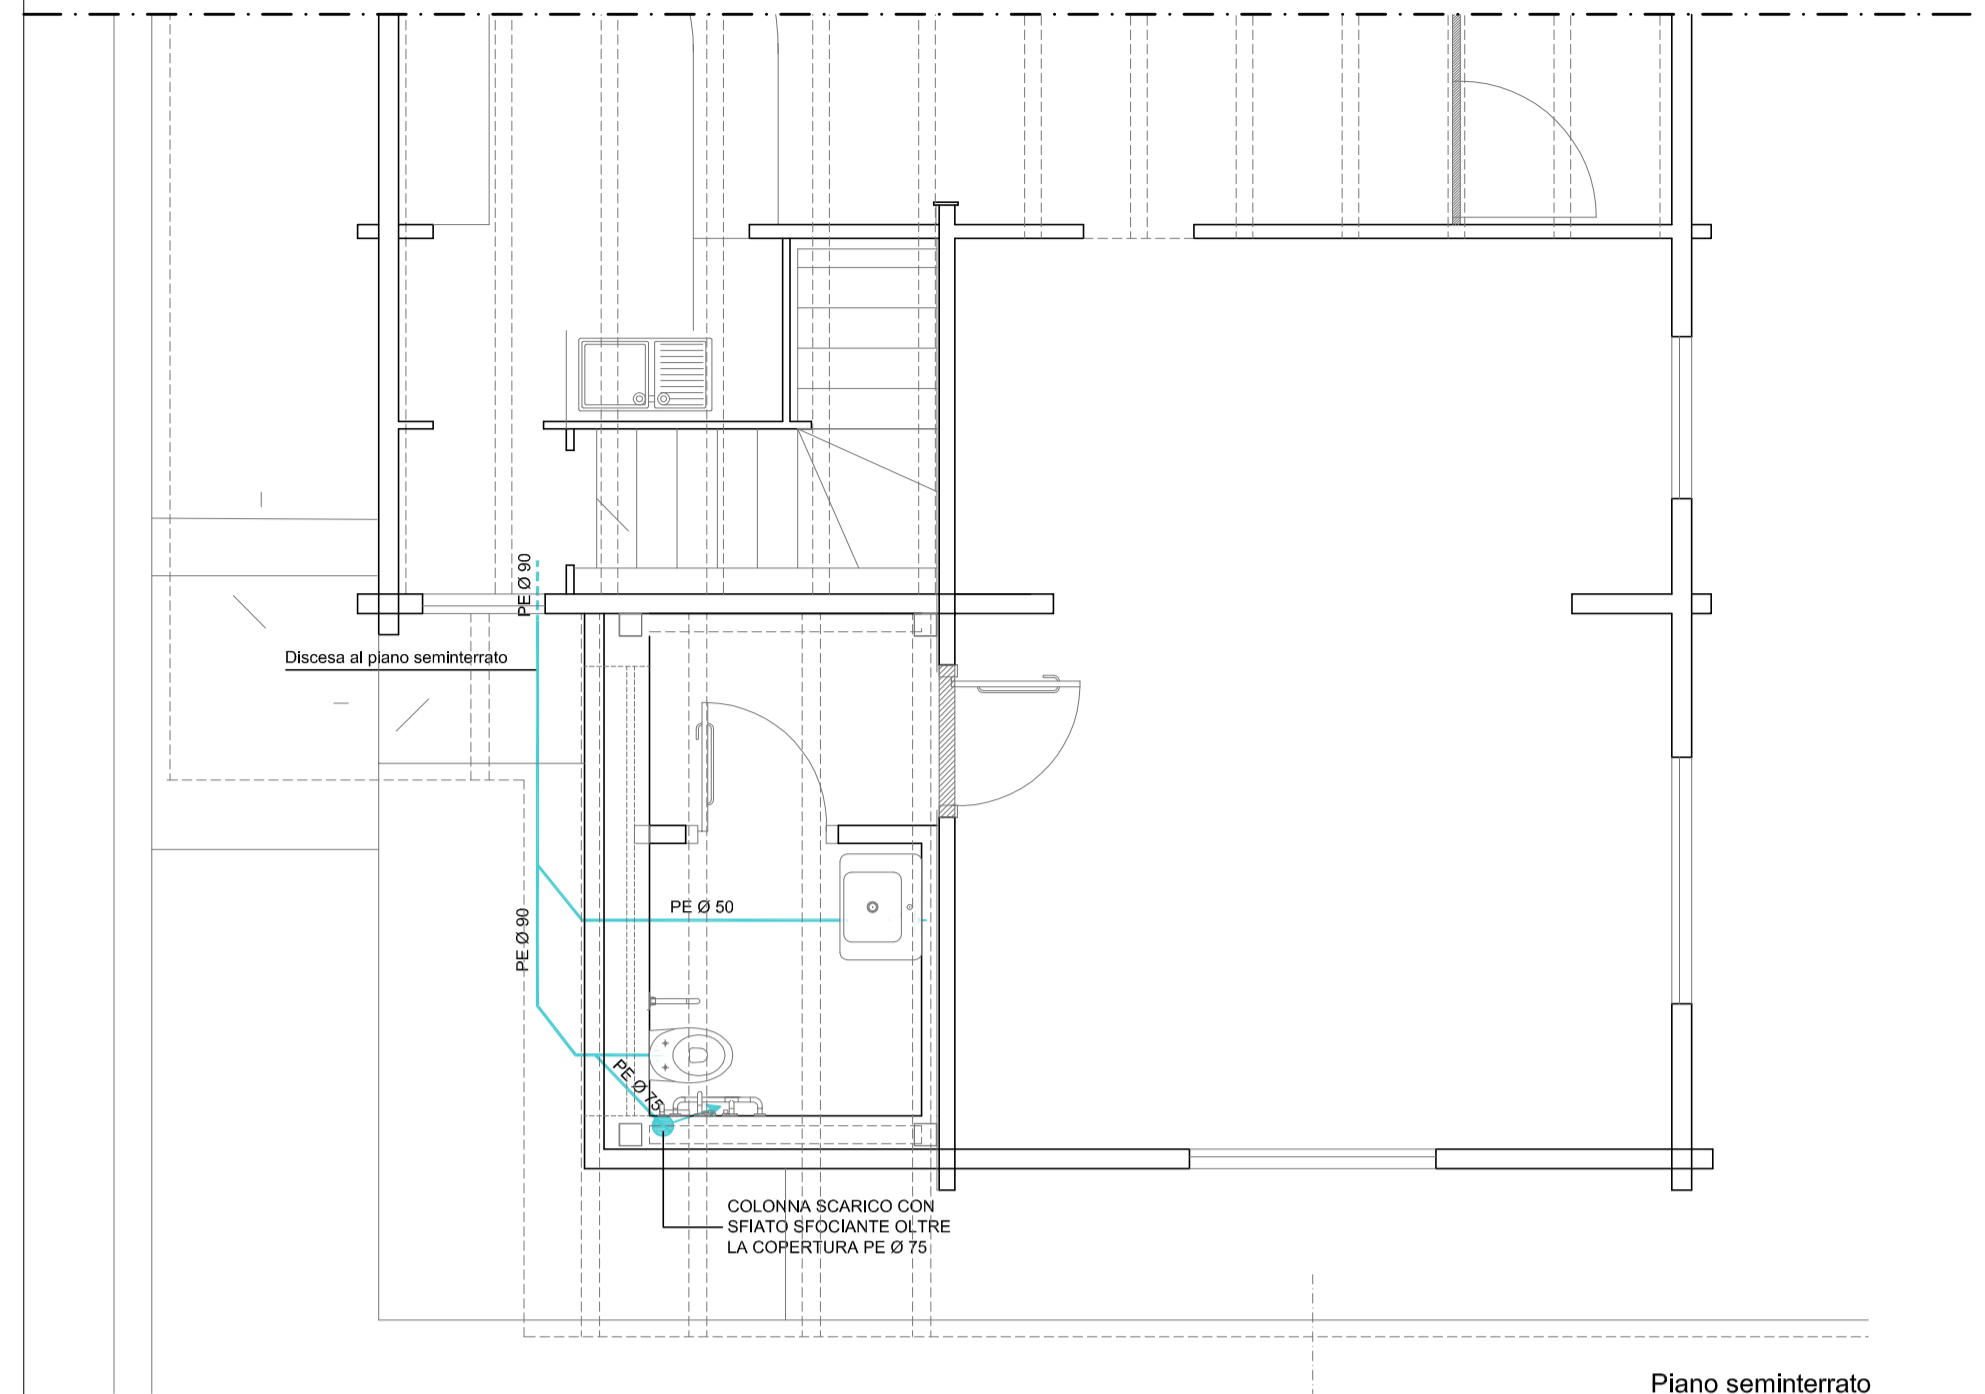 PE Ø 90
Discesa al piano seminterrato
PE Ø 50
PE Ø 90
PE Ø 75
COLONNA SCARICO CON
SFIATO SFOCIANTE OLTRE
LA COPERTURA PE Ø 75
Piano seminterrato